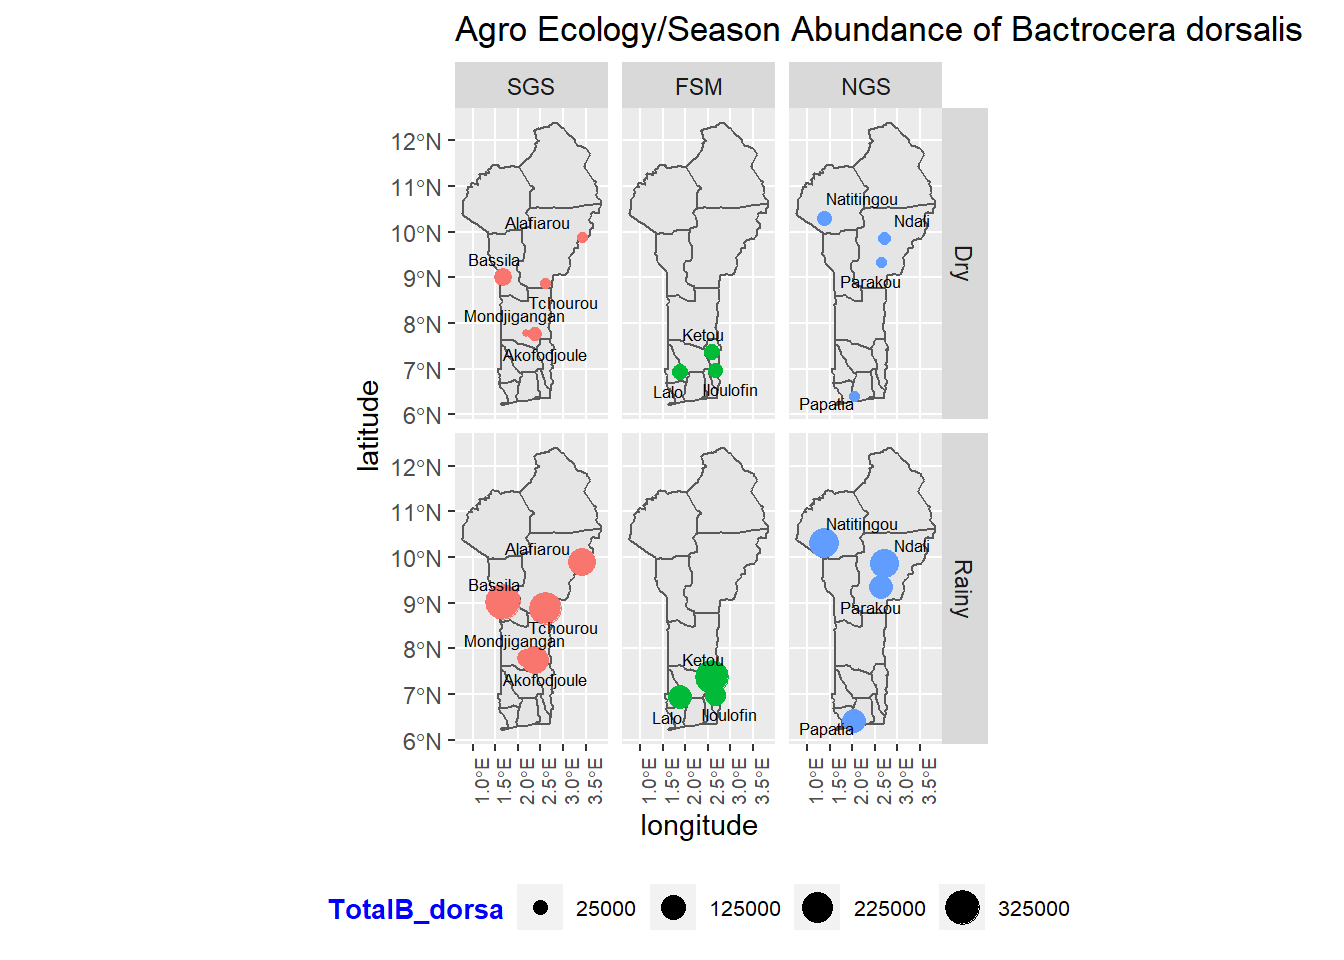 Agro Ecology/Season Abundance of Bactrocera dorsalis
SGS FSM NGS
12°N
11°N
10°N
9°N
8°N
7°N
6°N
Alafiarou
Bassila
Tchourou
Mondjigangan
Akofodjoule
Ketou
Lalo
Iloulofin
Natitingou
Ndali
Parakou
Papatia
Dry
latitude
12°N
11°N
10°N
9°N
8°N
7°N
6°N
Alafiarou
Bassila
Tchourou
Mondjigangan
Akofodjoule
Ketou
Lalo
Iloulofin
Natitingou
Ndali
Parakou
Papatia
Rainy
1.0°E 1.5°E 2.0°E 2.5°E 3.0°E 3.5°E 1.0°E 1.5°E 2.0°E 2.5°E 3.0°E 3.5°E 1.0°E 1.5°E 2.0°E 2.5°E 3.0°E 3.5°E
longitude
TotalB_dorsa 25000 125000 225000 325000